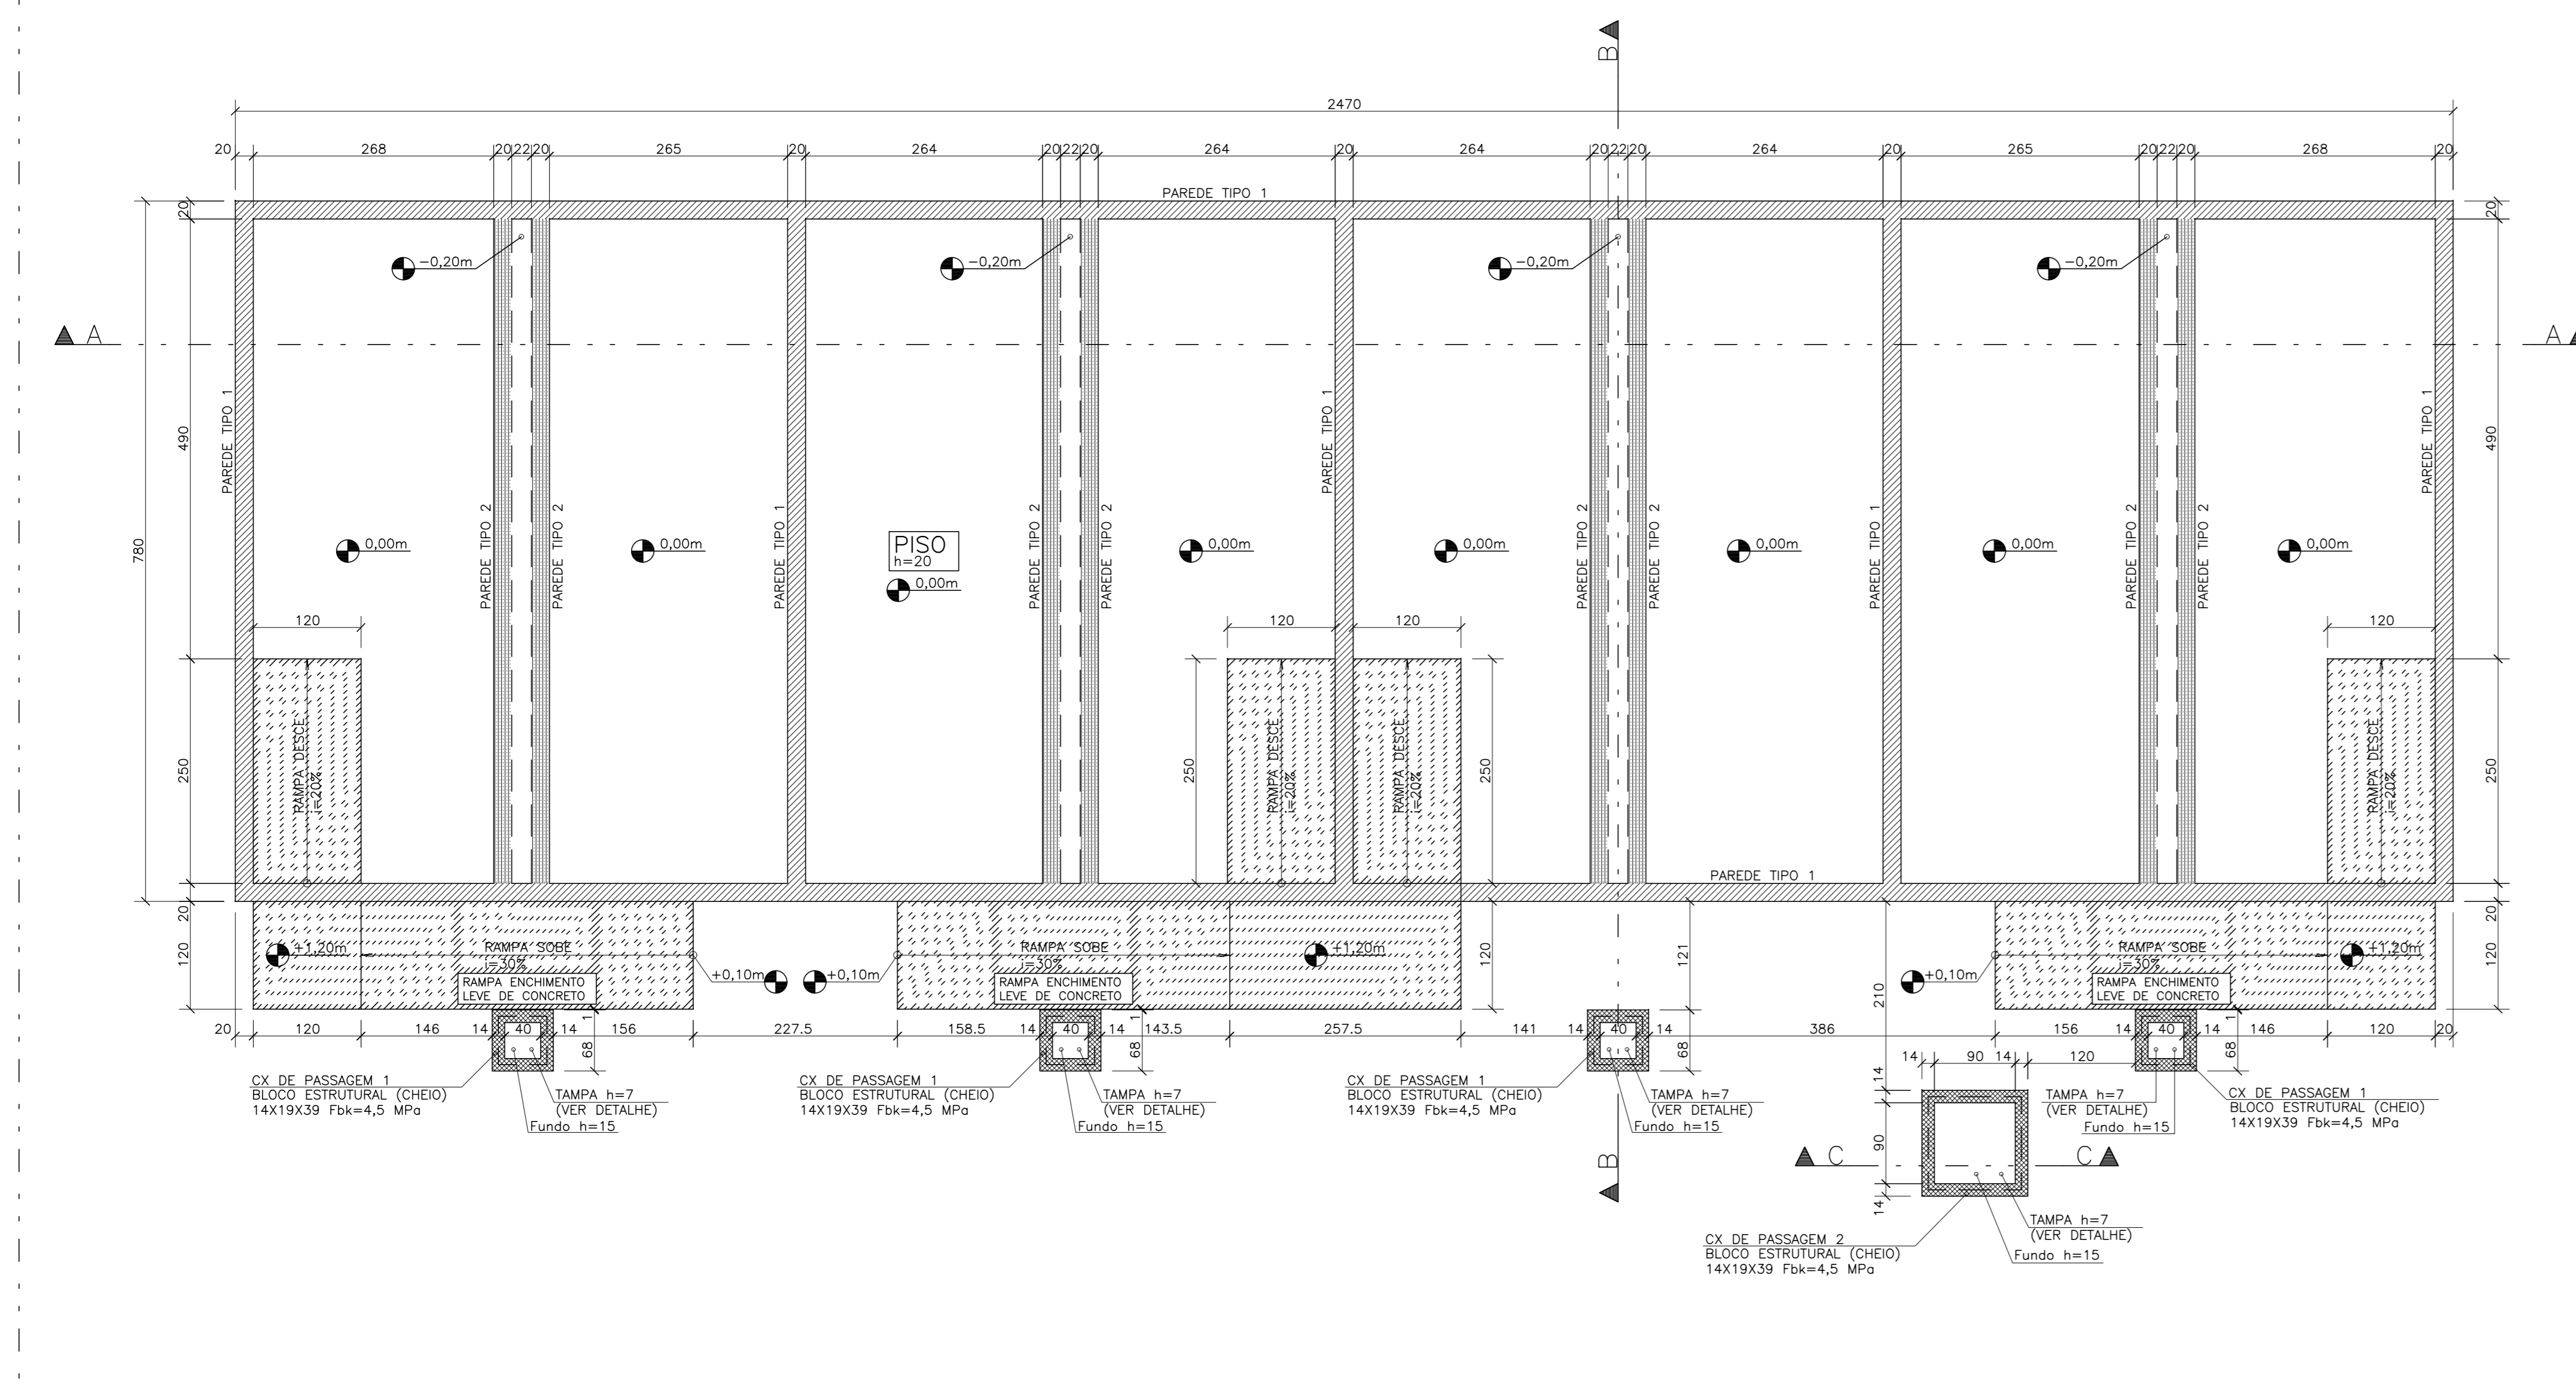 B
2470
20 268 20 22 20 265 20 264 20 22 20 264 20 264 20 22 20 264 20 265 20 22 20 268 20
PAREDE TIPO 1
20
20
-0,20m
-0,20m
-0,20m
-0,20m
A
A
PAREDE TIPO 1
PAREDE TIPO 1
PAREDE TIPO 1
490
490
780
PAREDE TIPO 2
PAREDE TIPO 2
PAREDE TIPO 1
PAREDE TIPO 2
PAREDE TIPO 2
PAREDE TIPO 2
PAREDE TIPO 2
PAREDE TIPO 1
PAREDE TIPO 2
PAREDE TIPO 2
0,00m
0,00m
PISO
h=20
0,00m
0,00m
0,00m
0,00m
0,00m
0,00m
120
120
120
120
250
RAMPA DESCE
i=20%
250
RAMPA DESCE
i=20%
RAMPA DESCE
i=20%
250
RAMPA DESCE
i=20%
250
PAREDE TIPO 1
20
120
+1,20m
RAMPA SOBE
i=30%
RAMPA ENCHIMENTO
LEVE DE CONCRETO
+0,10m
+0,10m
RAMPA SOBE
i=30%
RAMPA ENCHIMENTO
LEVE DE CONCRETO
+1,20m
120
121
210
+0,10m
RAMPA SOBE
i=30%
RAMPA ENCHIMENTO
LEVE DE CONCRETO
+1,20m
20
120
20 120 146 14 40 14 156 227.5 158.5 14 40 14 143.5 257.5 141 14 40 14 386 156 14 40 14 146 120 20
1
68
1
68
68
1
68
CX DE PASSAGEM 1
BLOCO ESTRUTURAL (CHEIO)
14X19X39 Fbk=4,5 MPa
TAMPA h=7
(VER DETALHE)
Fundo h=15
CX DE PASSAGEM 1
BLOCO ESTRUTURAL (CHEIO)
14X19X39 Fbk=4,5 MPa
TAMPA h=7
(VER DETALHE)
Fundo h=15
CX DE PASSAGEM 1
BLOCO ESTRUTURAL (CHEIO)
14X19X39 Fbk=4,5 MPa
TAMPA h=7
(VER DETALHE)
Fundo h=15
14 90 14 120
14
90
14
TAMPA h=7
(VER DETALHE)
Fundo h=15
CX DE PASSAGEM 1
BLOCO ESTRUTURAL (CHEIO)
14X19X39 Fbk=4,5 MPa
B
C
C
TAMPA h=7
(VER DETALHE)
Fundo h=15
CX DE PASSAGEM 2
BLOCO ESTRUTURAL (CHEIO)
14X19X39 Fbk=4,5 MPa